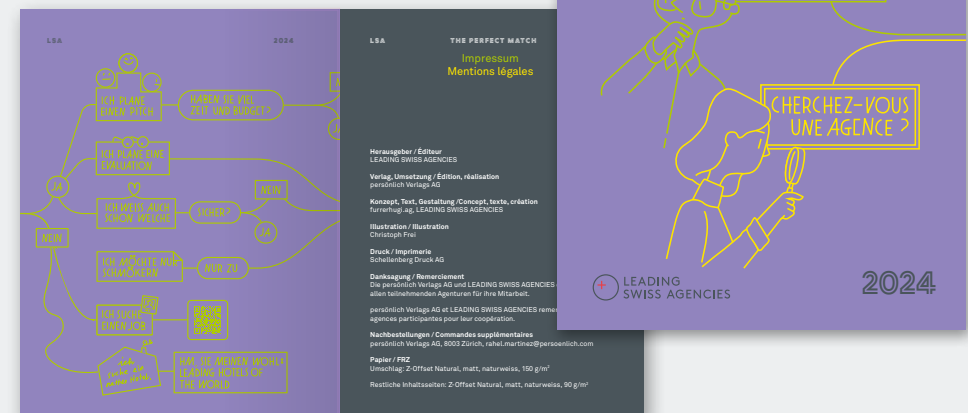 LSA
2024
ICH PLANE
EINEN PITCH
HABEN SIE VIEL
ZEIT UND BUDGET?
N
JA
ICH PLANE EINE
EVALUATION
JA
ICH WEISS AUCH
SCHON WELCHE
SICHER?
NEIN
JA
NEIN
ICH MÖCHTE NUR
SCHMÖKERN
NUR ZU
ICH SUCHE
EINEN JOB
ICH
SUCHE EIN
HM, SIE MEINEN WOHL:
LEADING HOTELS OF
THE WORLD
LSA
THE PERFECT MATCH
Impressum
Mentions légales
Herausgeber / Éditeur
LEADING SWISS AGENCIES
Verlag, Umsetzung / Édition, réalisation
persönlich Verlags AG
Konzept, Text, Gestaltung /Concept, texte, création
furrerhugi.ag, LEADING SWISS AGENCIES
Illustration / Illustration
Christoph Frei
Druck / Imprimerie
Schellenberg Druck AG
Danksagung / Remerciement
Die persönlich Verlags AG und LEADING SWISS AGENCIES
allen teilnehmenden Agenturen für ihre Mitarbeit.
persönlich Verlags AG et LEADING SWISS AGENCIES remer
agences participantes pour leur coopération.
Nachbestellungen / Commandes supplémentaires
persönlich Verlags AG, 8003 Zürich, rahel.martinez@persoenlich.com
Papier / FRZ
Umschlag: Z-Offset Natural, matt, naturweiss, 150 g/m²
Restliche Inhaltsseiten: Z-Offset Natural, matt, naturweiss, 90 g/m²
CHERCHEZ-VOUS
UNE AGENCE ?
LEADING
SWISS AGENCIES
2024